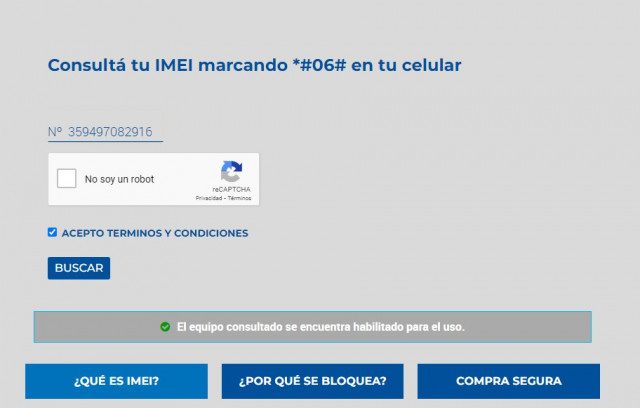 Consultá tu IMEI marcando *#06# en tu celular
Nº 359497082916
No soy un robot
reCAPTCHA
Privacidad - Términos
ACEPTO TERMINOS Y CONDICIONES
BUSCAR
El equipo consultado se encuentra habilitado para el uso.
¿QUÉ ES IMEI? ¿POR QUÉ SE BLOQUEA? COMPRA SEGURA